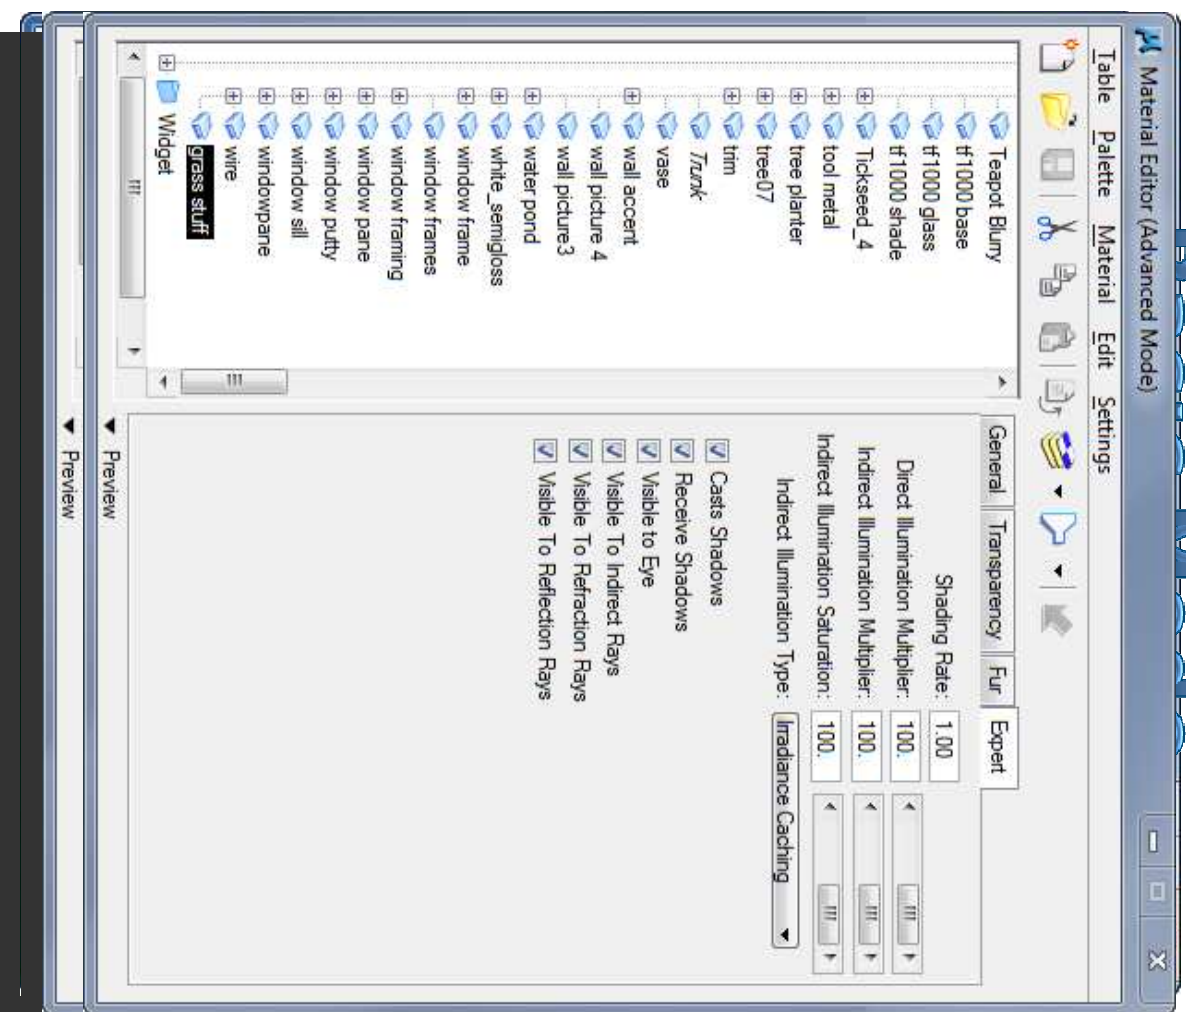 Material Editor (Advanced Mode)
Table Palette Material Edit Settings
Teapot Blurry
tf1000 base
tf1000 glass
tf1000 shade
Tickseed_4
tool metal
tree planter
tree07
trim
Trunk
vase
wall accent
wall picture 4
wall picture3
water pond
white_semigloss
window frame
window frames
window framing
window pane
window putty
window sill
windowpane
wire
grass stuff
Widget
General Transparency Fur Expert
Shading Rate: 1.00
Direct Illumination Multiplier: 100.
Indirect Illumination Multiplier: 100.
Indirect Illumination Saturation: 100.
Indirect Illumination Type: Irradiance Caching
Casts Shadows
Receive Shadows
Visible to Eye
Visible To Indirect Rays
Visible To Refraction Rays
Visible To Reflection Rays
Preview
Preview